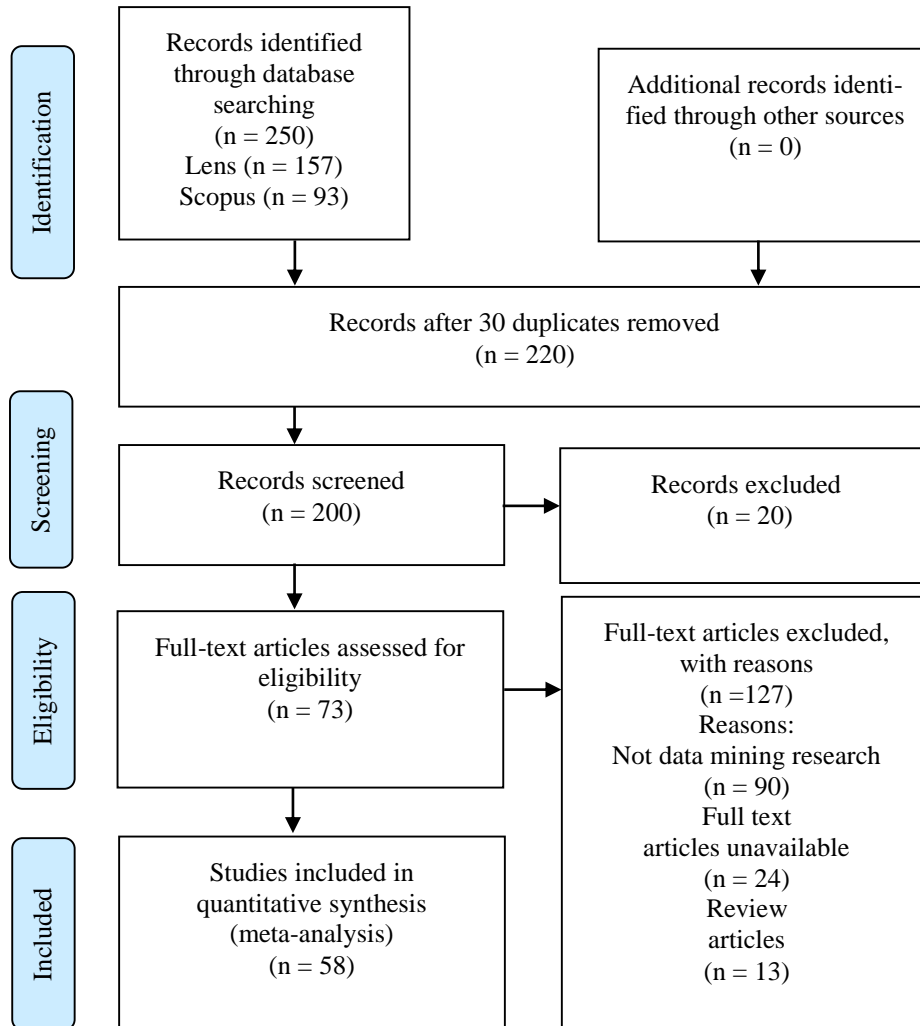 Identification
Records identified
through database
searching
(n = 250)
Lens (n = 157)
Scopus (n = 93)
Additional records identi-
fied through other sources
(n = 0)
Records after 30 duplicates removed
(n = 220)
Screening
Records screened
(n = 200)
Records excluded
(n = 20)
Eligibility
Full-text articles assessed for
eligibility
(n = 73)
Full-text articles excluded,
with reasons
(n =127)
Reasons:
Not data mining research
(n = 90)
Full text
articles unavailable
(n = 24)
Review
articles
(n = 13)
Included
Studies included in
quantitative synthesis
(meta-analysis)
(n = 58)